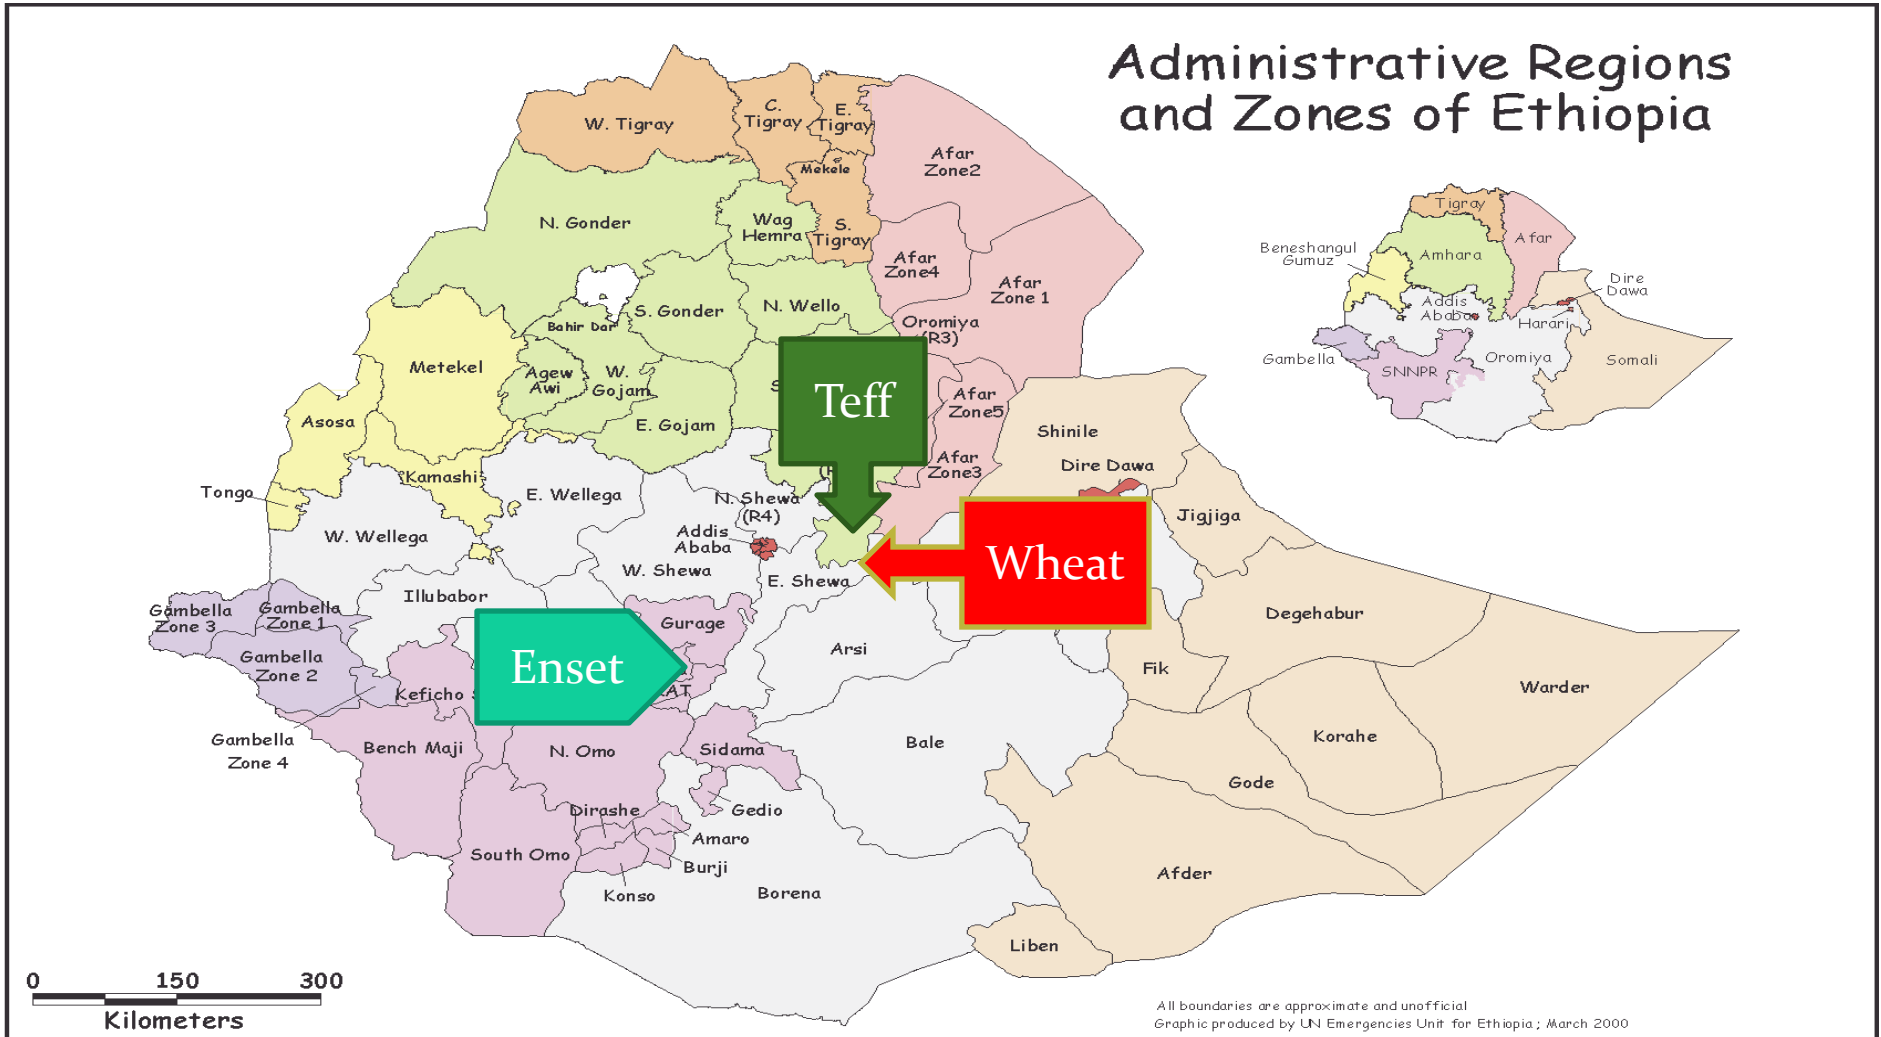 Administrative Regions
and Zones of Ethiopia
W. Tigray
C.
Tigray
E.
Tigray
Mekele
S.
Tigray
Afar
Zone2
N. Gonder
Wag
Hemra
Afar
Zone4
Afar
Zone 1
S. Gonder
N. Wello
Oromiya
(R3)
Bahir Dar
Metekel
Agew
Awi
W.
Gojam
E. Gojam
Teff
Afar
Zone5
Afar
Zone3
Asosa
Kamashi
Tongo
E. Wellega
N. Shewa
(R4)
Shinile
Dire Dawa
Jigjiga
W. Wellega
Addis
Ababa
W. Shewa
E. Shewa
Wheat
Illubabor
Gambella
Zone 3
Gambella
Zone 1
Gambella
Zone 2
Gambella
Zone 4
Gurage
Enset
Keficho
Arsi
Fik
Degehabur
Warder
Bench Maji
N. Omo
Sidama
Bale
Korahe
Gode
Dirashe
Gedio
Amaro
Burji
Konso
South Omo
Borena
Afder
Liben
Tigray
Afar
Beneshangul
Gumuz
Amhara
Dire
Dawa
Addis
Ababa
Harari
Gambella
SNNPR
Oromiya
Somali
0 150 300
Kilometers
All boundaries are approximate and unofficial
Graphic produced by UN Emergencies Unit for Ethiopia ; March 2000